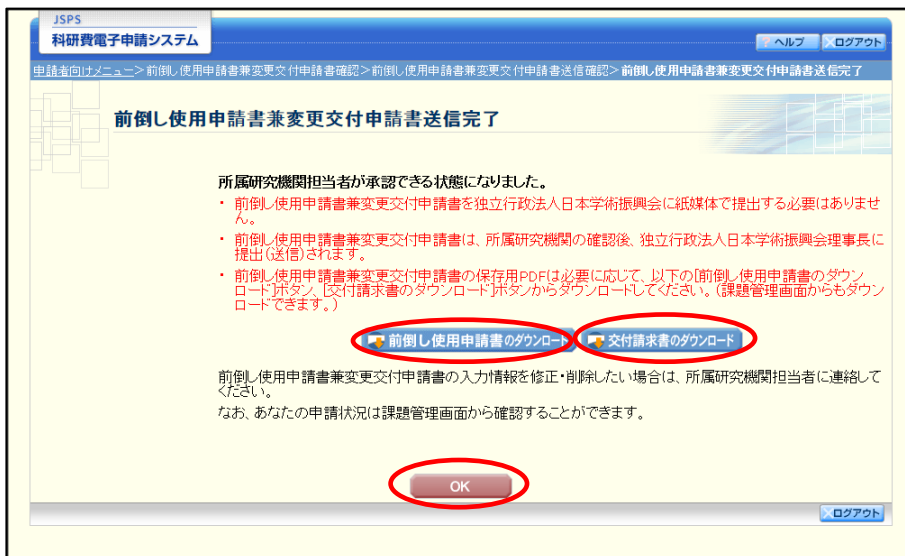 JSPS
科研費電子申請システム
ヘルプ ログアウト
申請者向けメニュー>前倒し使用申請書兼変更交付申請書確認>前倒し使用申請書兼変更交付申請書送信確認>前倒し使用申請書兼変更交付申請書送信完了
前倒し使用申請書兼変更交付申請書送信完了
所属研究機関担当者が承認できる状態になりました。
・ 前倒し使用申請書兼変更交付申請書を独立行政法人日本学術振興会に紙媒体で提出する必要はありませ
ん。
・ 前倒し使用申請書兼変更交付申請書は、所属研究機関の確認後、独立行政法人日本学術振興会理事長に
提出(送信)されます。
・ 前倒し使用申請書兼変更交付申請書の保存用PDFは必要に応じて、以下の[前倒し使用申請書のダウン
ロード]ボタン、[交付請求書のダウンロード]ボタンからダウンロードしてください。(課題管理画面からもダウン
ロードできます。)
前倒し使用申請書のダウンロード 交付請求書のダウンロード
前倒し使用申請書兼変更交付申請書の入力情報を修正・削除したい場合は、所属研究機関担当者に連絡して
ください。
なお、あなたの申請状況は課題管理画面から確認することができます。
OK
ログアウト